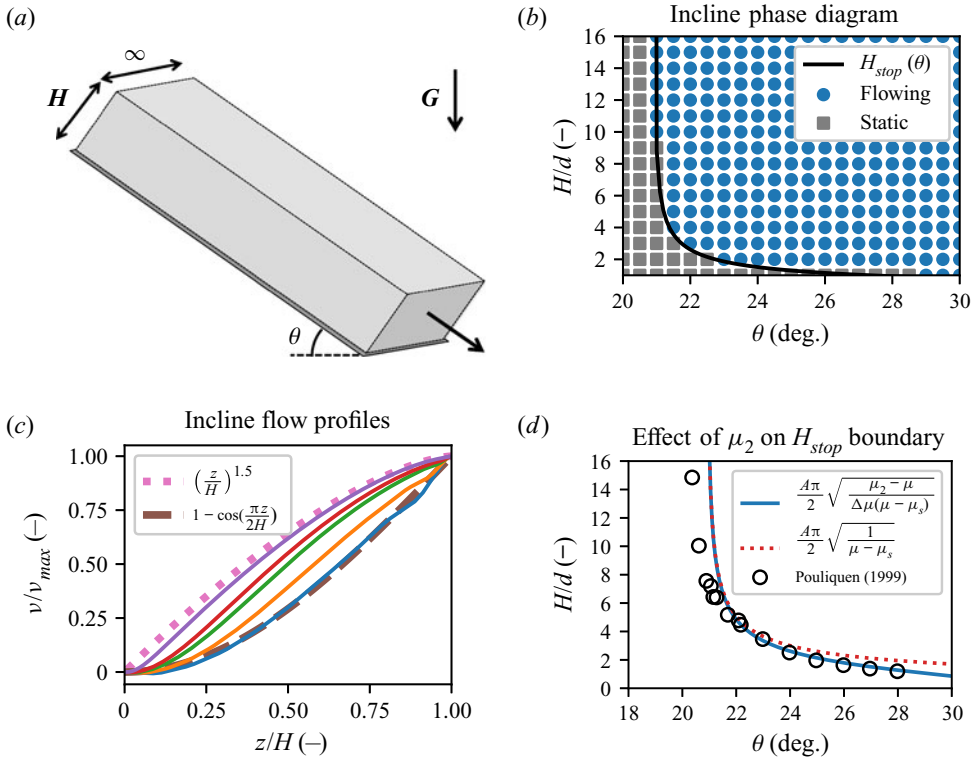 (a)
∞
H
G
θ
(b)
Incline phase diagram
H/d (–)
16
14
12
10
8
6
4
2
H_stop (θ)
Flowing
Static
20 22 24 26 28 30
θ (deg.)
(c)
Incline flow profiles
v/v_max (–)
1.00
0.75
0.50
0.25
0
(z/H)^1.5
1 – cos(πz/2H)
0 0.25 0.50 0.75 1.00
z/H (–)
(d)
Effect of μ_2 on H_stop boundary
H/d (–)
16
14
12
10
8
6
4
2
0
Aπ/2 √((μ_2 – μ)/(Δμ(μ – μ_s)))
Aπ/2 √(1/(μ – μ_s))
Pouliquen (1999)
18 20 22 24 26 28 30
θ (deg.)